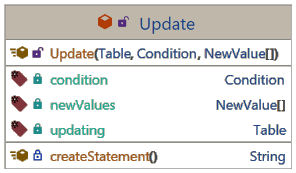 Update
Update(Table, Condition, NewValue[])
condition Condition
newValues NewValue[]
updating Table
createStatement() String